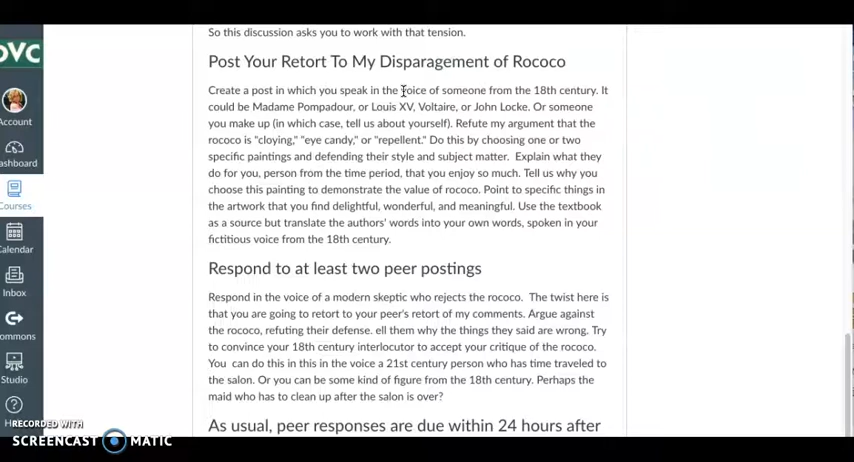 So this discussion asks you to work with that tension.
Post Your Retort To My Disparagement of Rococo
Create a post in which you speak in the voice of someone from the 18th century. It
could be Madame Pompadour, or Louis XV, Voltaire, or John Locke. Or someone
you make up (in which case, tell us about yourself). Refute my argument that the
rococo is "cloying," "eye candy," or "repellent." Do this by choosing one or two
specific paintings and defending their style and subject matter. Explain what they
do for you, person from the time period, that you enjoy so much. Tell us why you
choose this painting to demonstrate the value of rococo. Point to specific things in
the artwork that you find delightful, wonderful, and meaningful. Use the textbook
as a source but translate the authors' words into your own words, spoken in your
fictitious voice from the 18th century.
Respond to at least two peer postings
Respond in the voice of a modern skeptic who rejects the rococo. The twist here is
that you are going to retort to your peer's retort of my comments. Argue against
the rococo, refuting their defense. ell them why the things they said are wrong. Try
to convince your 18th century interlocutor to accept your critique of the rococo.
You can do this in this in the voice a 21st century person who has time traveled to
the salon. Or you can be some kind of figure from the 18th century. Perhaps the
maid who has to clean up after the salon is over?
As usual, peer responses are due within 24 hours after
OVC
Account
ashboard
Courses
Calendar
Inbox
ommons
Studio
RECORDED WITH
SCREENCAST MATIC